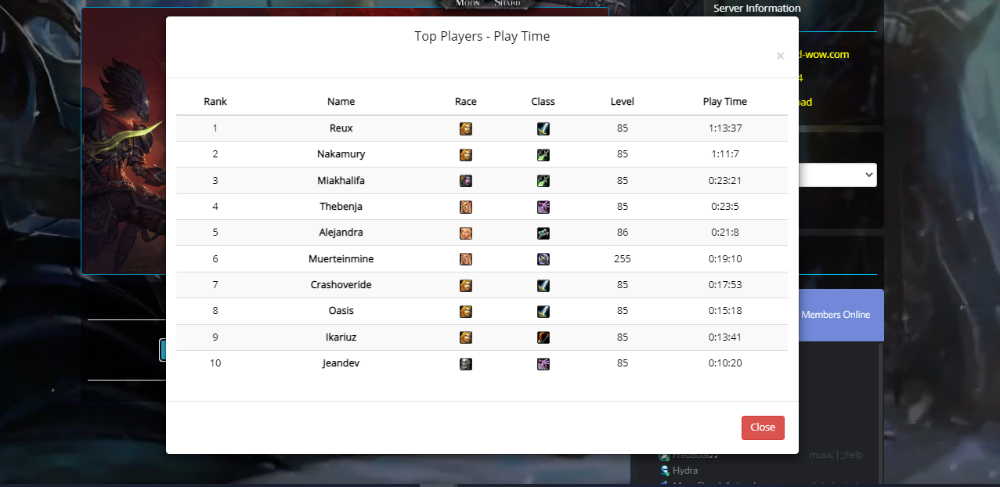 Moon Shard
Server Information
Top Players - Play Time
×
d-wow.com
4
oad
Rank Name Race Class Level Play Time
1 Reux 85 1:13:37
2 Nakamury 85 1:11:7
3 Miakhalifa 85 0:23:21
4 Thebenja 85 0:23:5
5 Alejandra 86 0:21:8
6 Muerteinmine 255 0:19:10
7 Crashoveride 85 0:17:53
8 Oasis 85 0:15:18
Members Online
9 Ikariuz 85 0:13:41
10 Jeandev 85 0:10:20
Close
FredBoat♫♪ music | ;;help
Hydra